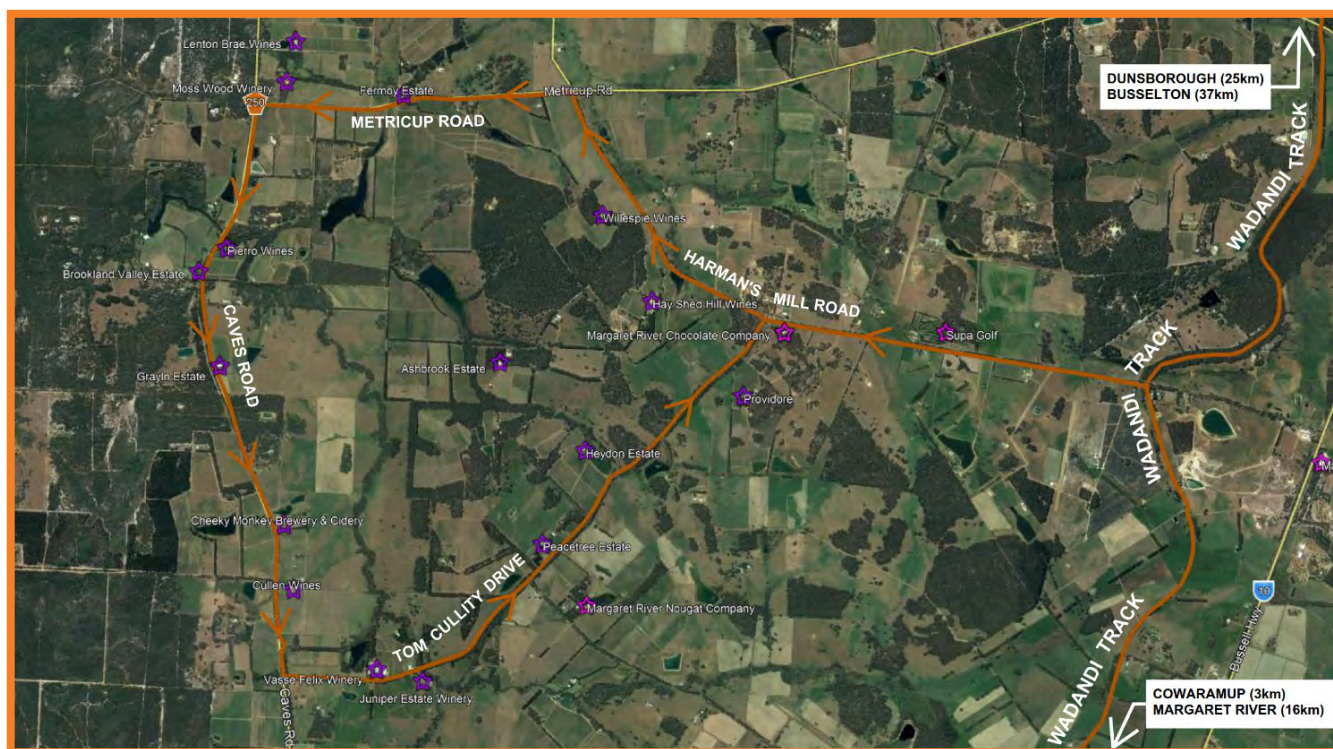 Lenton Brae Wines
Moss Wood Winery
250
Fermoy Estate
Metricup-Rd
METRICUP ROAD
DUNSBOROUGH (25km)
BUSSELTON (37km)
WADANDI TRACK
Willespie Wines
Pierro Wines
Brookland Valley Estate
HARMAN'S MILL ROAD
Hay Shed Hill Wines
CAVES ROAD
Margaret River Chocolate Company
Supa Golf
Ashbrook Estate
Grayln Estate
WADANDI TRACK
Providore
WADANDI TRACK
Heydon Estate
Ma
Cheeky Monkey Brewery & Cidery
Peacetree Estate
Cullen Wines
TOM CULLITY DRIVE
Margaret River Nougat Company
10
Bussell-Hwy
WADANDI TRACK
Vasse Felix Winery
Juniper Estate Winery
Caves-Rd
COWARAMUP (3km)
MARGARET RIVER (16km)